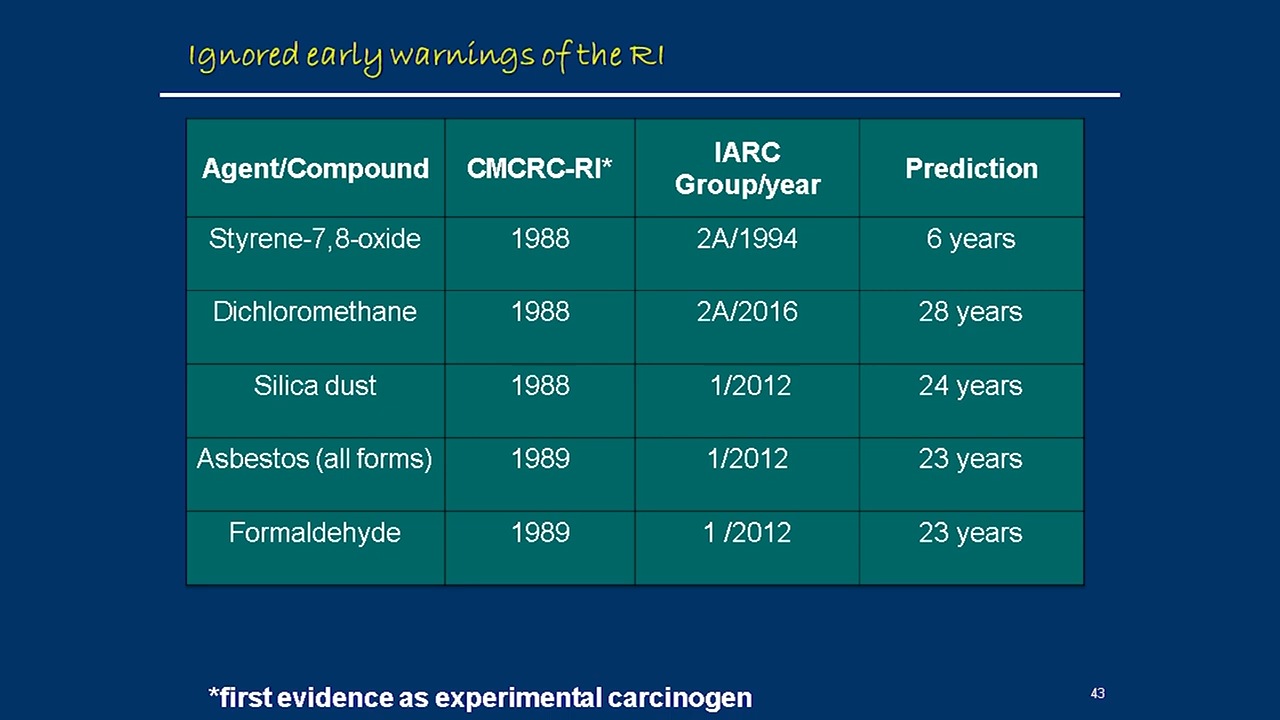 Ignored early warnings of the RI
Agent/Compound CMCRC-RI* IARC Group/year Prediction
Styrene-7,8-oxide 1988 2A/1994 6 years
Dichloromethane 1988 2A/2016 28 years
Silica dust 1988 1/2012 24 years
Asbestos (all forms) 1989 1/2012 23 years
Formaldehyde 1989 1 /2012 23 years
*first evidence as experimental carcinogen
43